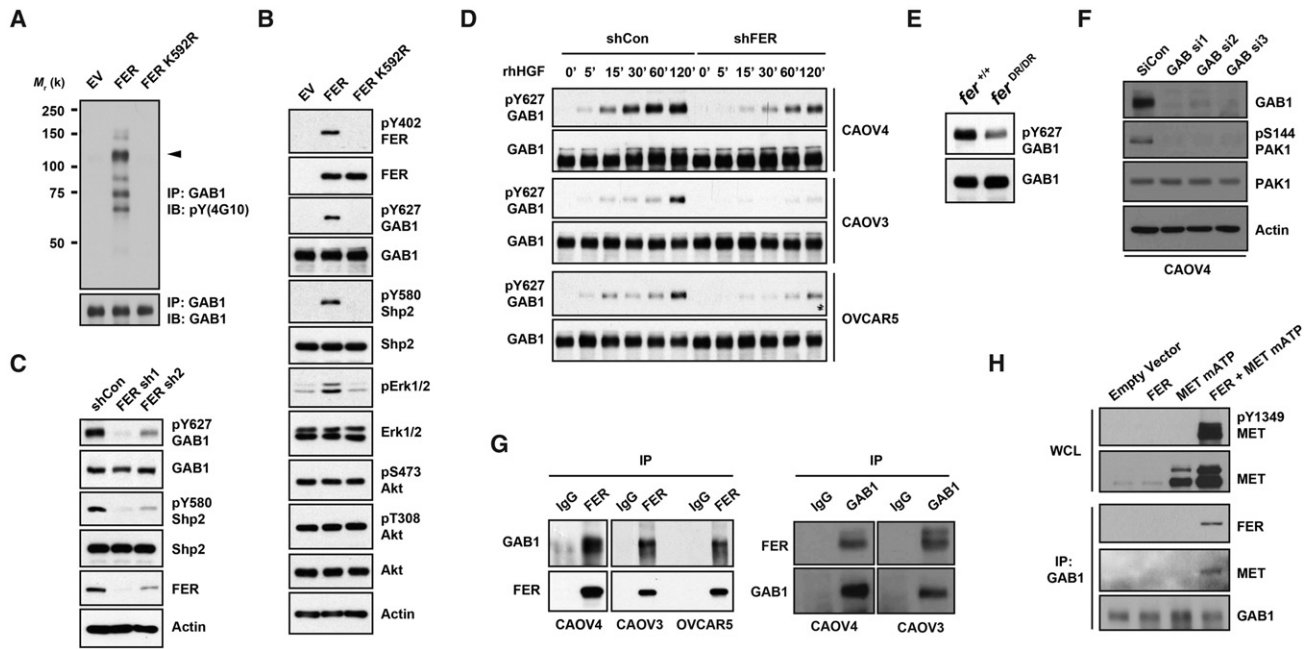 A
EV
FER
FER K592R
Mr (k)
250
150
100
75
50
IP: GAB1
IB: pY(4G10)
IP: GAB1
IB: GAB1
B
EV
FER
FER K592R
pY402
FER
FER
pY627
GAB1
GAB1
pY580
Shp2
Shp2
pErk1/2
Erk1/2
pS473
Akt
pT308
Akt
Akt
Actin
C
shCon
FER sh1
FER sh2
pY627
GAB1
GAB1
pY580
Shp2
Shp2
FER
Actin
D
shCon shFER
rhHGF 0' 5' 15' 30' 60' 120' 0' 5' 15' 30' 60' 120'
pY627
GAB1
GAB1
CAOV4
pY627
GAB1
GAB1
CAOV3
pY627
GAB1
*
GAB1
OVCAR5
E
fer+/+
ferDR/DR
pY627
GAB1
GAB1
F
SiCon
GAB si1
GAB si2
GAB si3
GAB1
pS144
PAK1
PAK1
Actin
CAOV4
G
IP
IgG FER IgG FER IgG FER
GAB1
FER
CAOV4 CAOV3 OVCAR5
IP
IgG GAB1 IgG GAB1
FER
GAB1
CAOV4 CAOV3
H
Empty Vector
FER
MET mATP
FER + MET mATP
WCL
pY1349
MET
MET
IP:
GAB1
FER
MET
GAB1